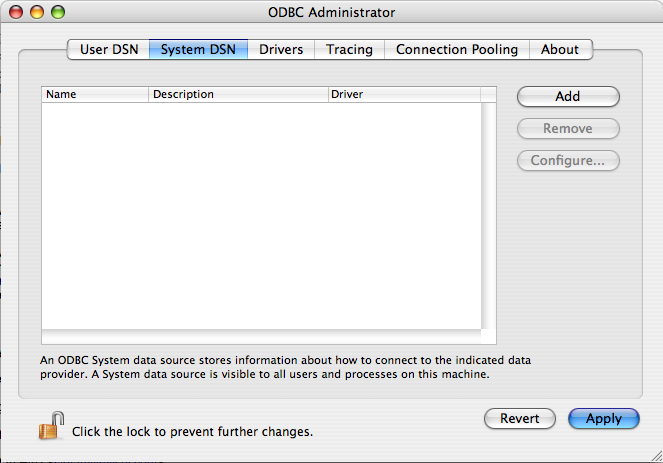 ODBC Administrator
User DSN System DSN Drivers Tracing Connection Pooling About
Name Description Driver
Add
Remove
Configure...
An ODBC System data source stores information about how to connect to the indicated data
provider. A System data source is visible to all users and processes on this machine.
Click the lock to prevent further changes.
Revert Apply